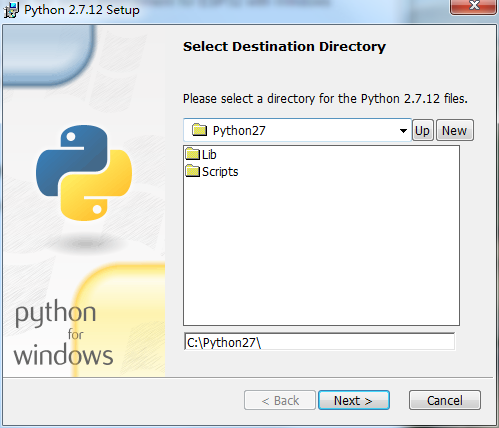 Python 2.7.12 Setup
Select Destination Directory
Please select a directory for the Python 2.7.12 files.
Python27
Up
New
Lib
Scripts
python
for
windows
C:\Python27\
< Back
Next >
Cancel